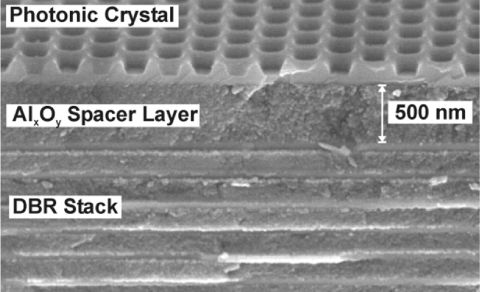 Photonic Crystal
AlxOy Spacer Layer
500 nm
DBR Stack